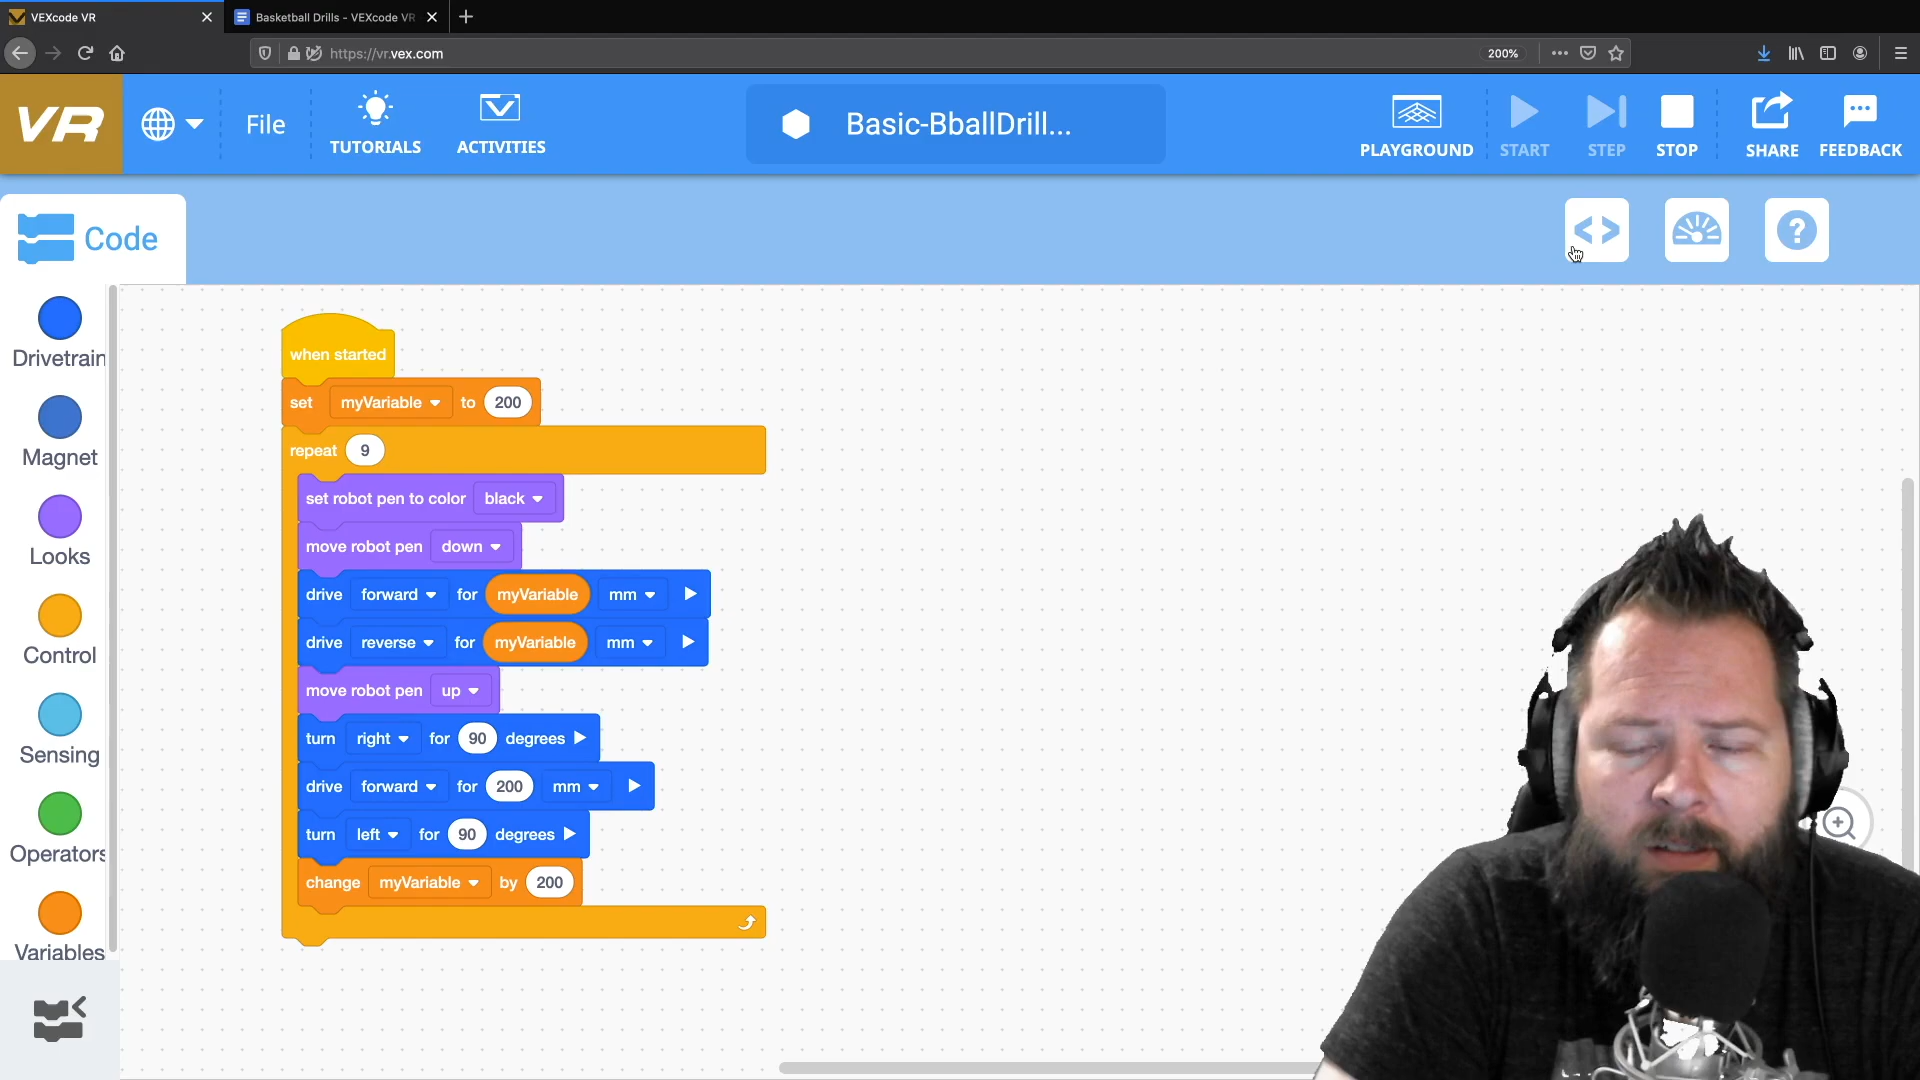 VEXcode VR
Basketball Drills - VEXcode VR
https://vr.vex.com
200%
VR
File
TUTORIALS
ACTIVITIES
Basic-BballDrill...
PLAYGROUND
START
STEP
STOP
SHARE
FEEDBACK
Code
< >
?
Drivetrain
Magnet
Looks
Control
Sensing
Operators
Variables
when started
set myVariable to 200
repeat 9
set robot pen to color black
move robot pen down
drive forward for myVariable mm
drive reverse for myVariable mm
move robot pen up
turn right for 90 degrees
drive forward for 200 mm
turn left for 90 degrees
change myVariable by 200